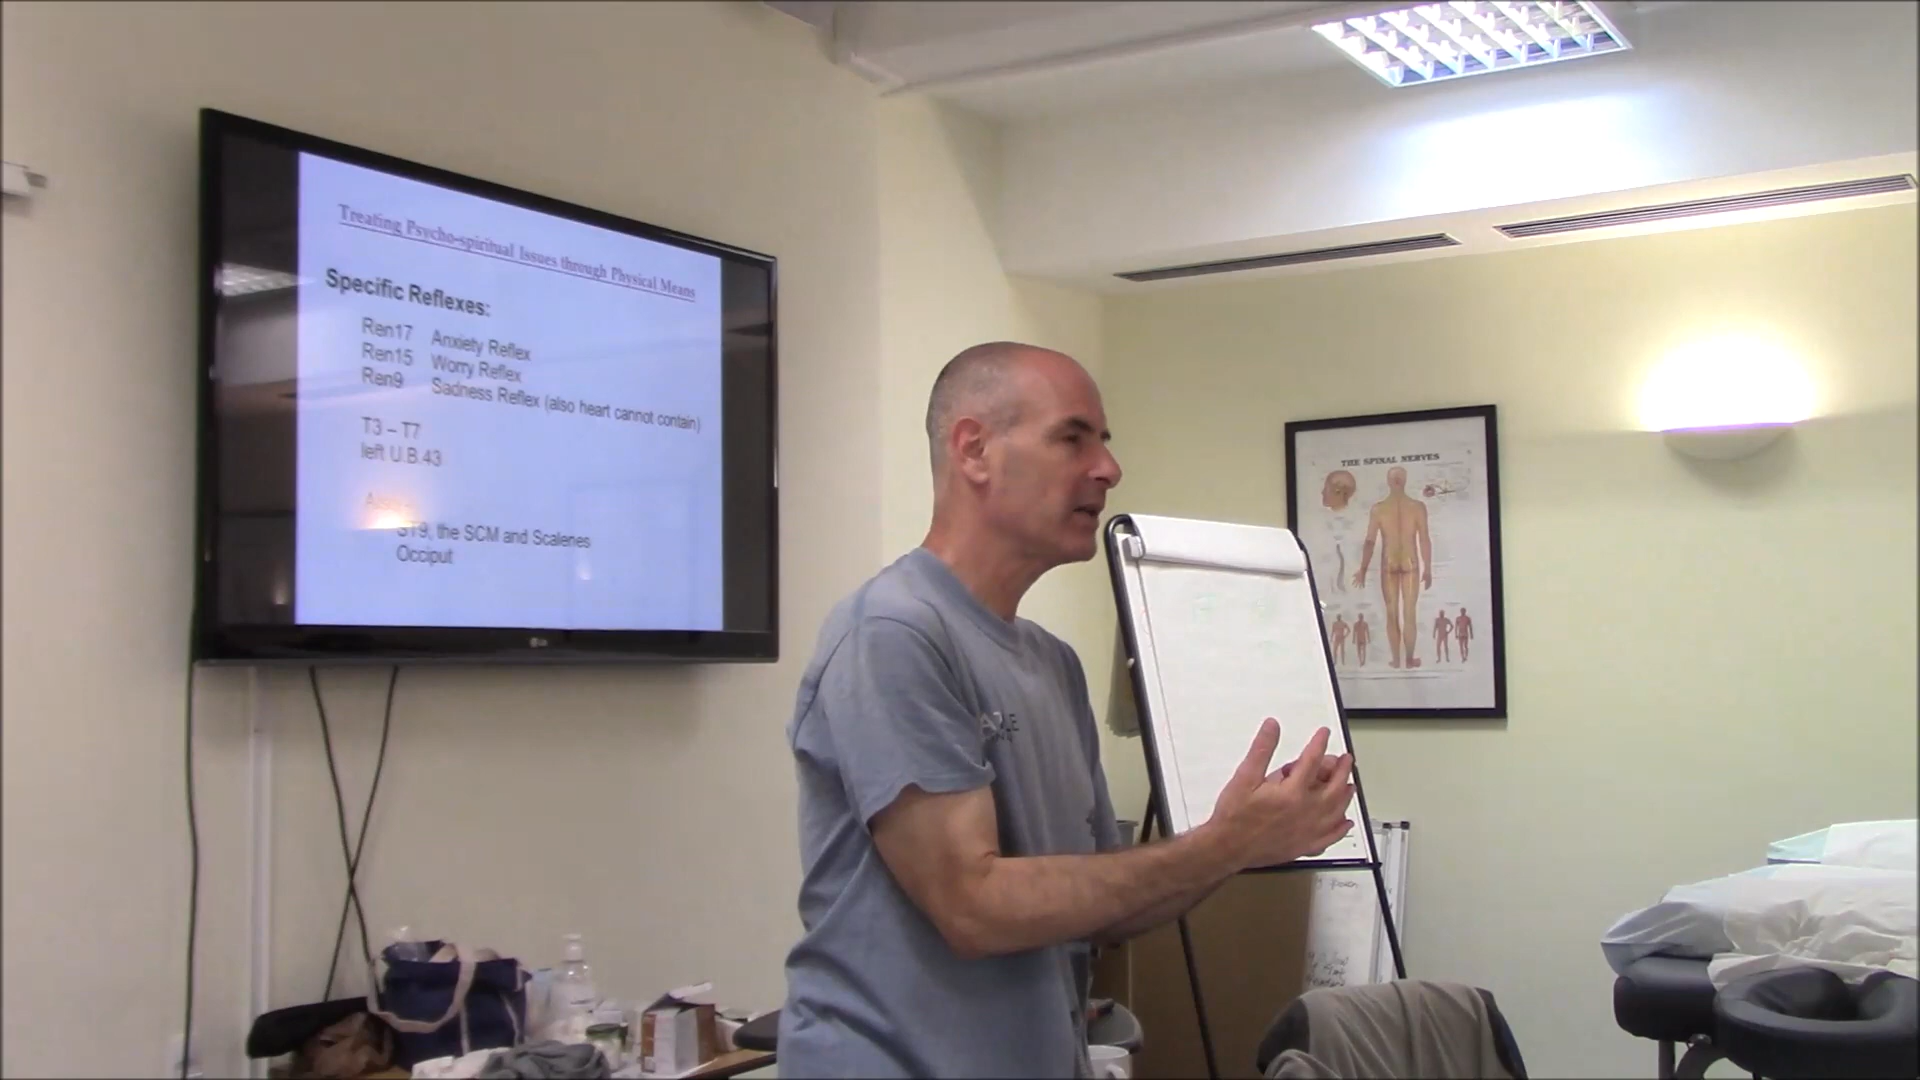 Treating Psycho-spiritual Issues through Physical Means
Specific Reflexes:
Ren17 Anxiety Reflex
Ren15 Worry Reflex
Ren9 Sadness Reflex (also heart cannot contain)
T3 – T7
left U.B.43
ST9, the SCM and Scalenes
Occiput
LG
THE SPINAL NERVES